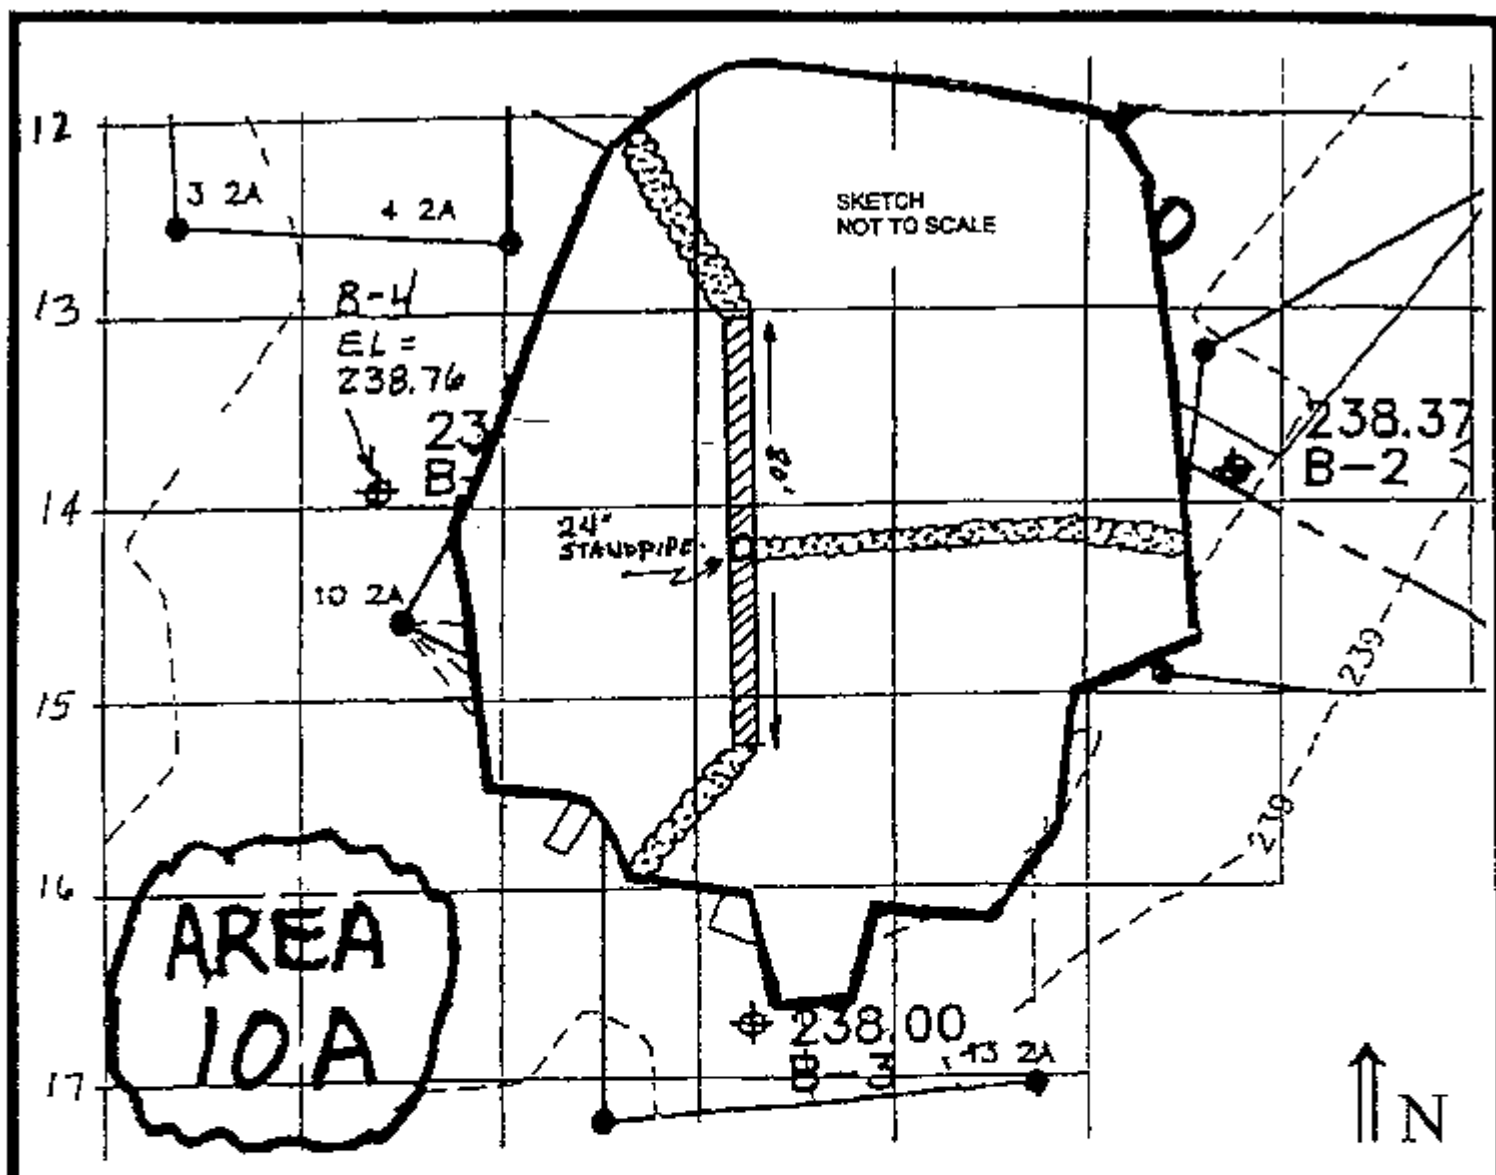 12
3 2A
4 2A
SKETCH
NOT TO SCALE
13
B-4
EL =
238.76
23
B-
238.37
B-2
80'
14
24"
STANDPIPE
10 2A
239
15
239
16
AREA
10A
238.00
B-3
13 2A
17
N